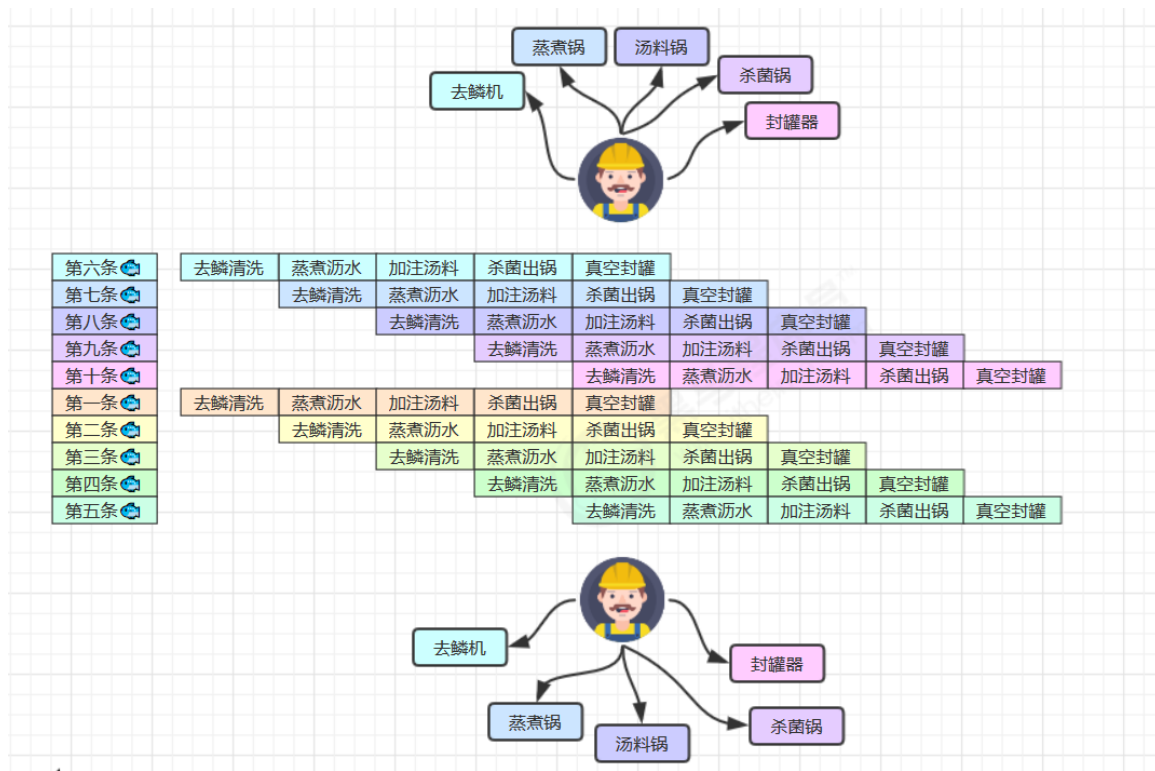 蒸煮锅 汤料锅
杀菌锅
去鳞机
封罐器
第六条 去鳞清洗 蒸煮沥水 加注汤料 杀菌出锅 真空封罐
第七条 去鳞清洗 蒸煮沥水 加注汤料 杀菌出锅 真空封罐
第八条 去鳞清洗 蒸煮沥水 加注汤料 杀菌出锅 真空封罐
第九条 去鳞清洗 蒸煮沥水 加注汤料 杀菌出锅 真空封罐
第十条 去鳞清洗 蒸煮沥水 加注汤料 杀菌出锅 真空封罐
第一条 去鳞清洗 蒸煮沥水 加注汤料 杀菌出锅 真空封罐
第二条 去鳞清洗 蒸煮沥水 加注汤料 杀菌出锅 真空封罐
第三条 去鳞清洗 蒸煮沥水 加注汤料 杀菌出锅 真空封罐
第四条 去鳞清洗 蒸煮沥水 加注汤料 杀菌出锅 真空封罐
第五条 去鳞清洗 蒸煮沥水 加注汤料 杀菌出锅 真空封罐
去鳞机
封罐器
蒸煮锅
杀菌锅
汤料锅